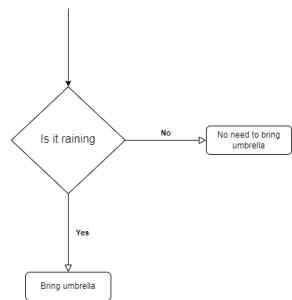 Is it raining
No
No need to bring
umbrella
Yes
Bring umbrella